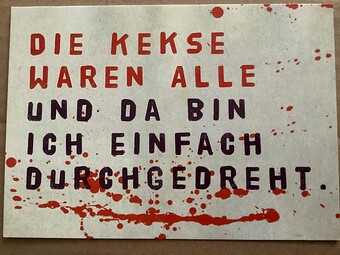 DIE KEKSE
WAREN ALLE
UND DA BIN
ICH EINFACH
DURCHGEDREHT.